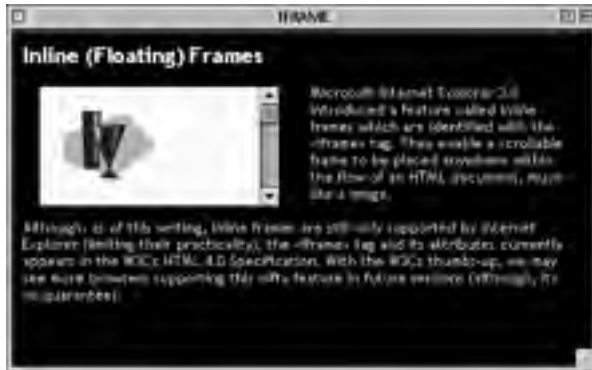 IFRAME
Inline (Floating) Frames
Microsoft Internet Explorer 3.0
introduced a feature called inline
frames which are identified with the
<iframe> tag. They enable a scrollable
frame to be placed anywhere within
the flow of an HTML document, much
like a image.
Although, as of this writing, inline frames are still only supported by Internet
Explorer (limiting their practicality), the <iframe> tag and its attributes currently
appears in the W3Cs HTML 4.0 Specification. With the W3Cs thumbs-up, we may
see more browsers supporting this nifty feature in future versions (although, its
no guarantee).